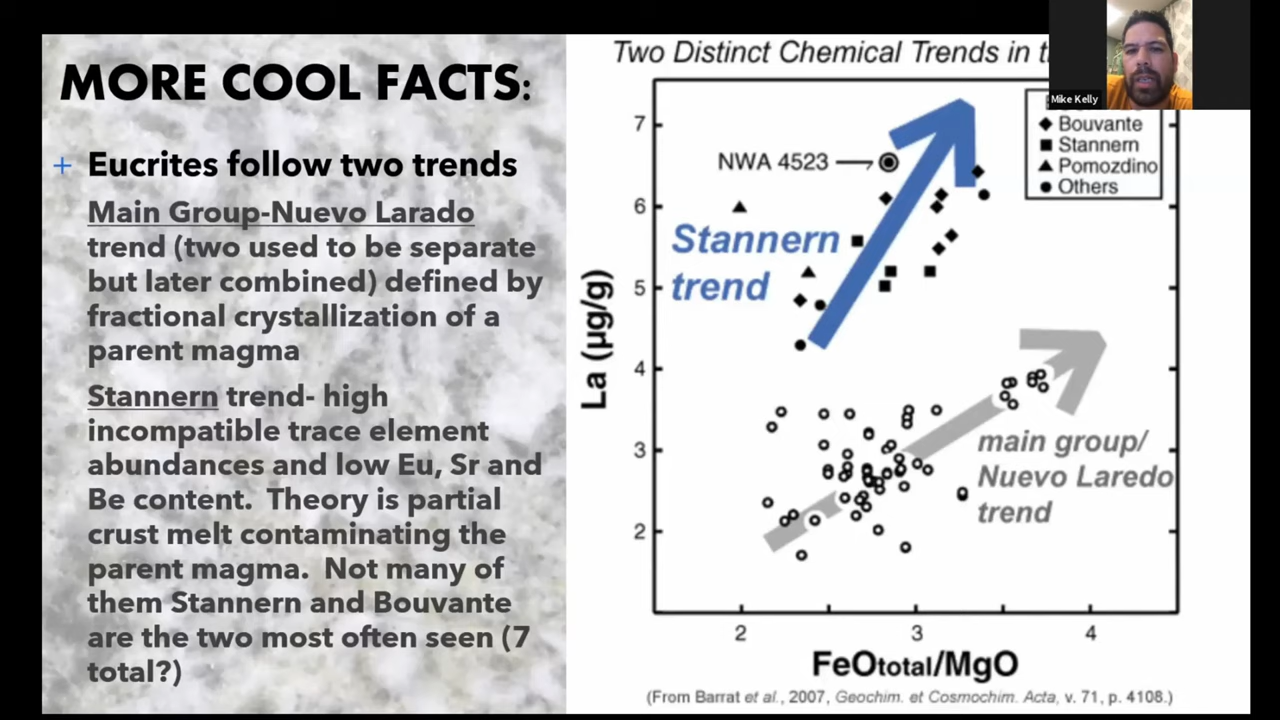 MORE COOL FACTS:
+ Eucrites follow two trends
Main Group-Nuevo Larado
trend (two used to be separate
but later combined) defined by
fractional crystallization of a
parent magma
Stannern trend- high
incompatible trace element
abundances and low Eu, Sr and
Be content. Theory is partial
crust melt contaminating the
parent magma. Not many of
them Stannern and Bouvante
are the two most often seen (7
total?)
Two Distinct Chemical Trends in
Mike Kelly
Bouvante
Stannern
Pomozdino
Others
NWA 4523
Stannern
trend
main group/
Nuevo Laredo
trend
La (µg/g)
7
6
5
4
3
2
2 3 4
FeOtotal/MgO
(From Barrat et al., 2007, Geochim. et Cosmochim. Acta, v. 71, p. 4108.)